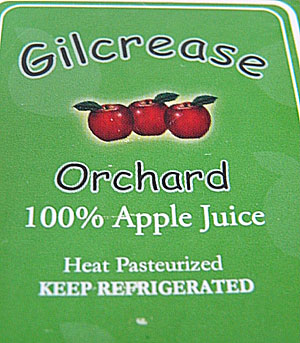 Gilcrease
Orchard
100% Apple Juice
Heat Pasteurized
KEEP REFRIGERATED